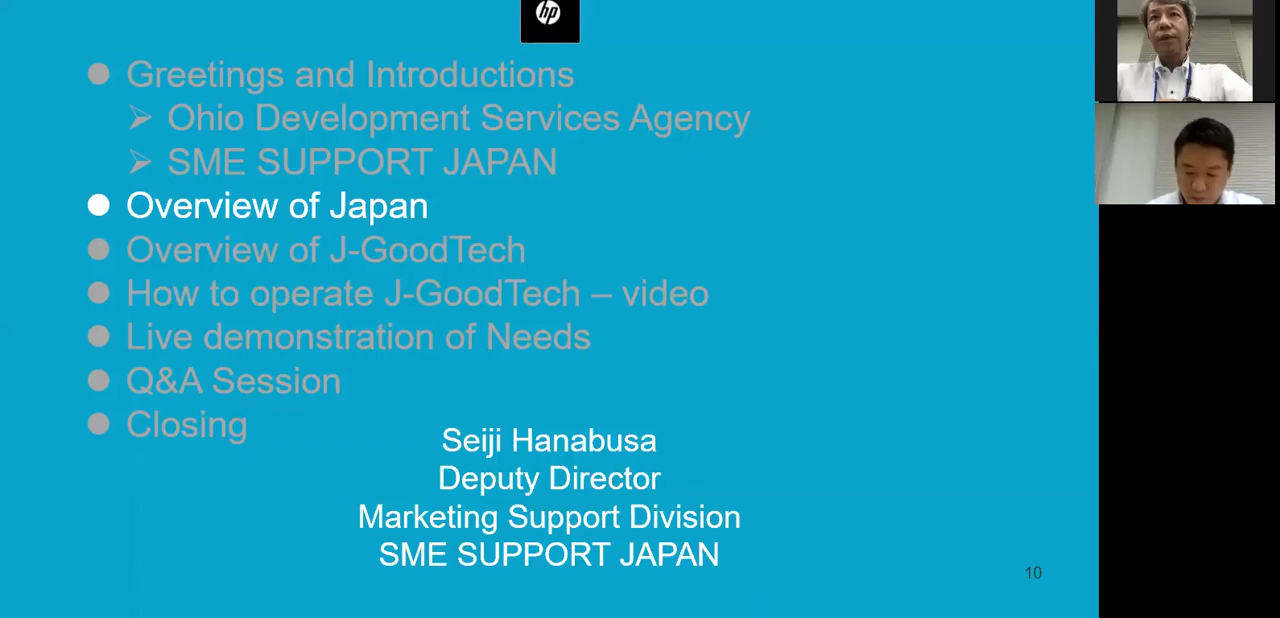 hp
Greetings and Introductions
Ohio Development Services Agency
SME SUPPORT JAPAN
Overview of Japan
Overview of J-GoodTech
How to operate J-GoodTech – video
Live demonstration of Needs
Q&A Session
Closing
Seiji Hanabusa
Deputy Director
Marketing Support Division
SME SUPPORT JAPAN
10